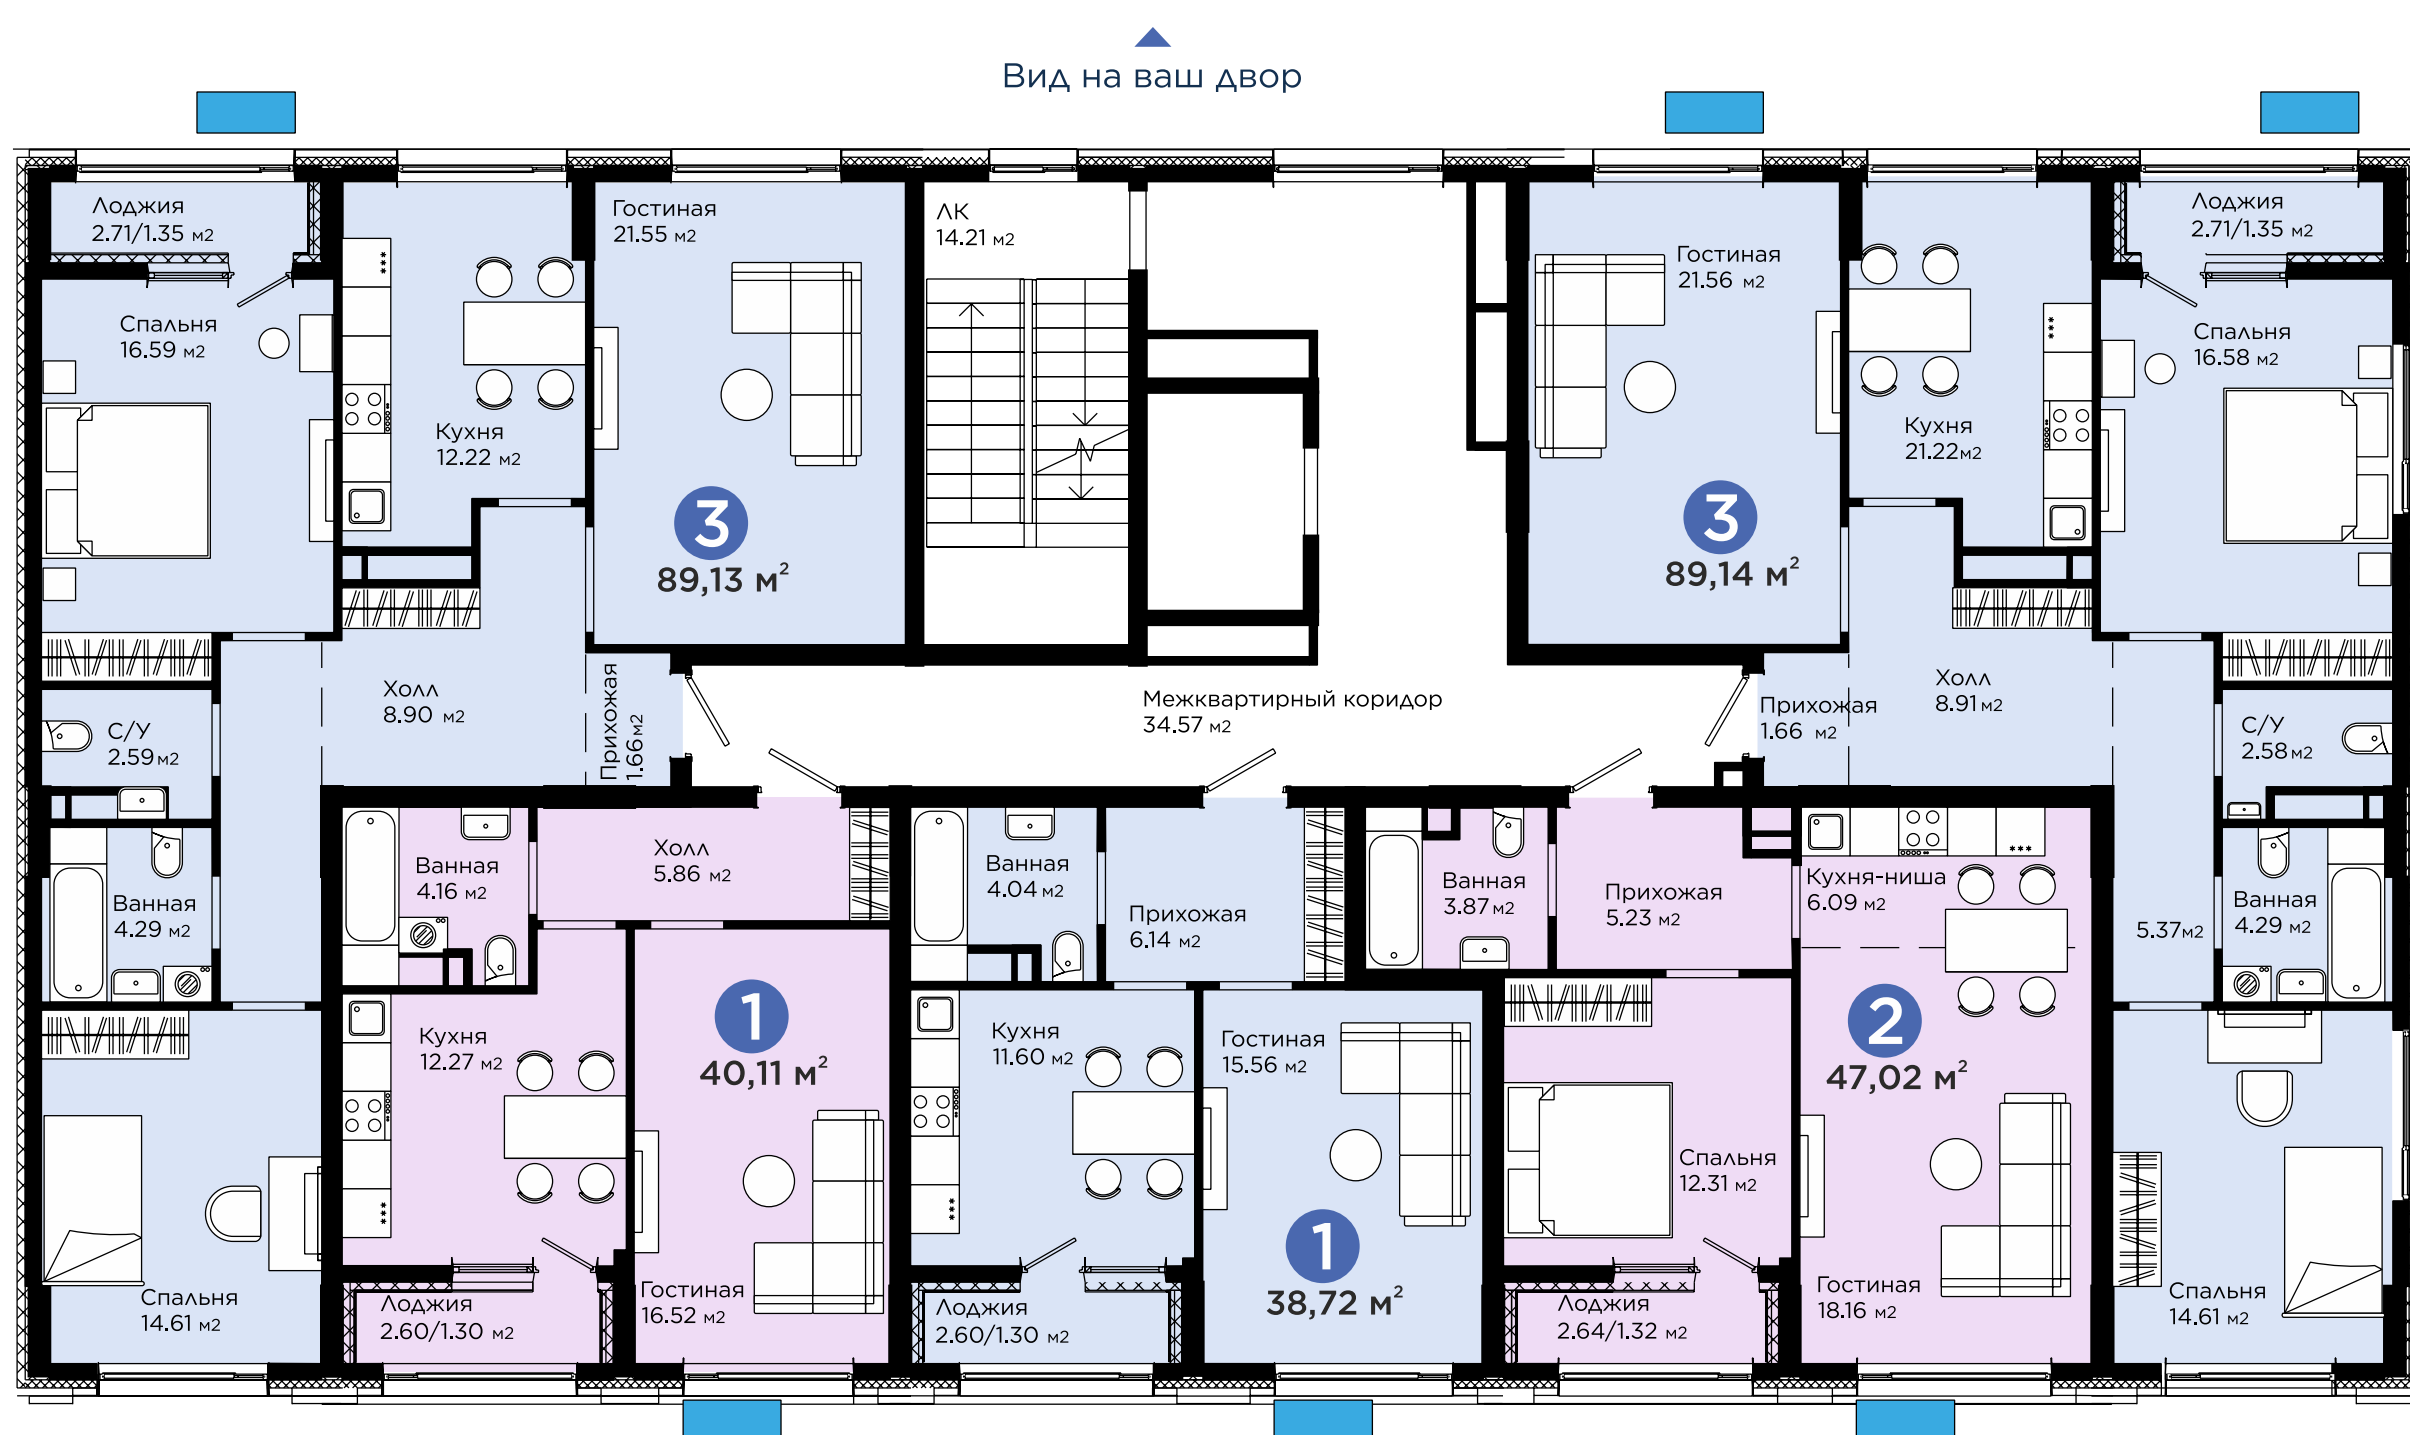 Вид на ваш двор
Лоджия
2.71/1.35 м2
Спальня
16.59 м2
Кухня
12.22 м2
Гостиная
21.55 м2
3
89,13 м²
Холл
8.90 м2
Прихожая
1.66м2
С/У
2.59м2
Ванная
4.29 м2
Спальня
14.61 м2
ЛК
14.21 м2
Межквартирный коридор
34.57 м2
Гостиная
21.56 м2
3
89,14 м²
Кухня
21.22м2
Лоджия
2.71/1.35 м2
Спальня
16.58 м2
Прихожая
1.66 м2
Холл
8.91м2
С/У
2.58м2
Ванная
4.29 м2
5.37м2
Спальня
14.61 м2
Ванная
4.16 м2
Холл
5.86 м2
Кухня
12.27 м2
1
40,11 м²
Гостиная
16.52 м2
Лоджия
2.60/1.30 м2
Ванная
4.04 м2
Прихожая
6.14 м2
Кухня
11.60 м2
Гостиная
15.56 м2
1
38,72 м²
Лоджия
2.60/1.30 м2
Ванная
3.87м2
Прихожая
5.23 м2
Кухня-ниша
6.09 м2
2
47,02 м²
Спальня
12.31 м2
Гостиная
18.16 м2
Лоджия
2.64/1.32 м2